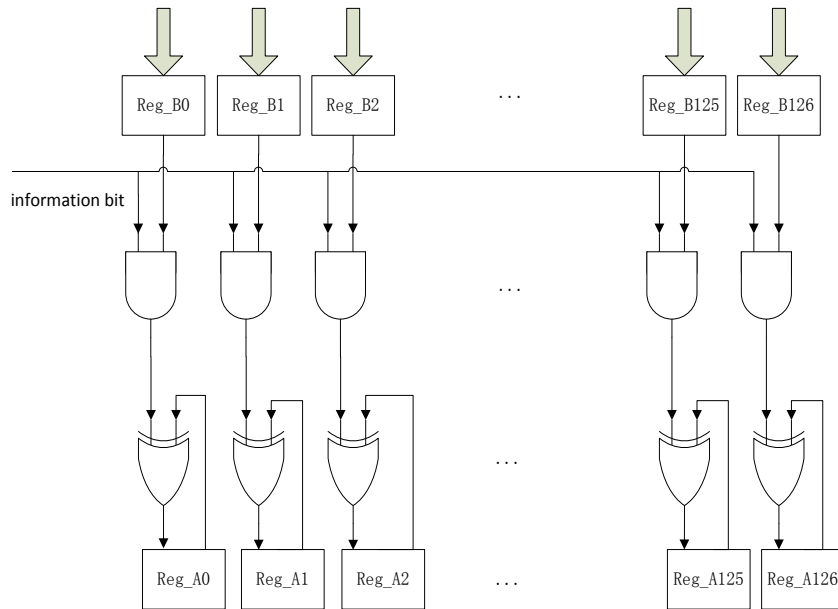 Reg_B0 Reg_B1 Reg_B2 ... Reg_B125 Reg_B126
information bit
...
...
Reg_A0 Reg_A1 Reg_A2 ... Reg_A125 Reg_A126